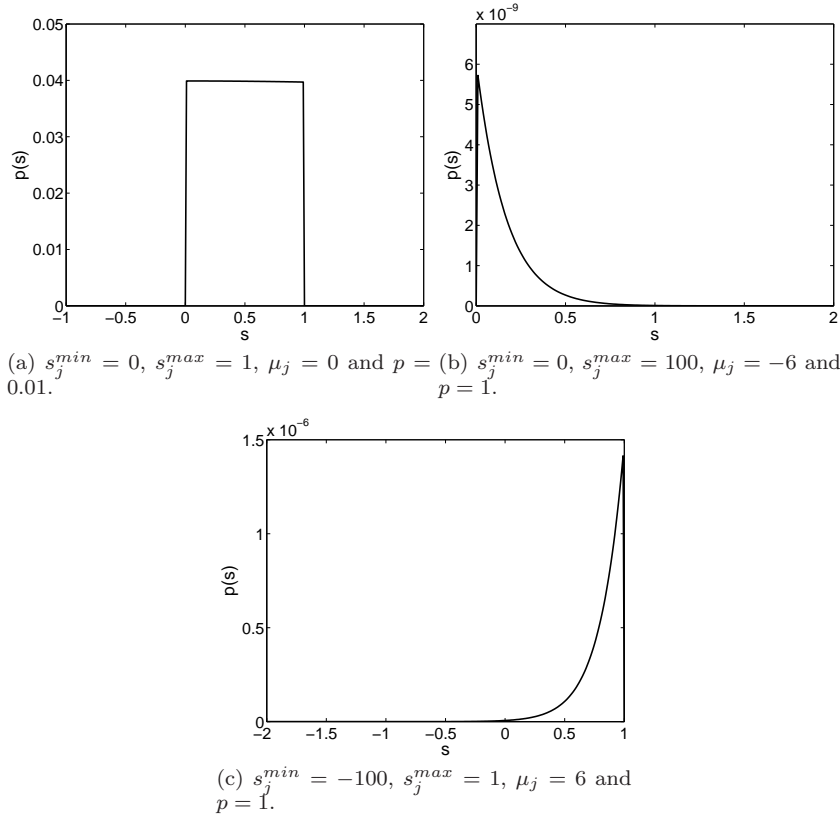 0.05
0.04
0.03
0.02
0.01
0
p(s)
−1 −0.5 0 0.5 1 1.5 2
s
x 10⁻⁹
6
5
4
3
2
1
0
p(s)
0 0.5 1 1.5 2
s
(a) s_j^{min} = 0, s_j^{max} = 1, μ_j = 0 and p =
0.01.
(b) s_j^{min} = 0, s_j^{max} = 100, μ_j = −6 and
p = 1.
x 10⁻⁶
1.5
1
0.5
0
p(s)
−2 −1.5 −1 −0.5 0 0.5 1
s
(c) s_j^{min} = −100, s_j^{max} = 1, μ_j = 6 and
p = 1.